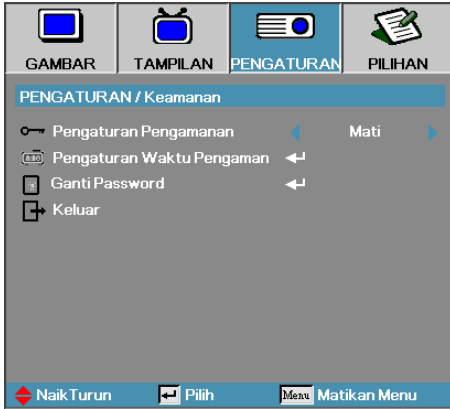 GAMBAR TAMPILAN PENGATURAN PILIHAN
PENGATURAN / Keamanan
Pengaturan Pengamanan Mati
Pengaturan Waktu Pengaman
Ganti Password
Keluar
NaikTurun Pilih Menu Matikan Menu